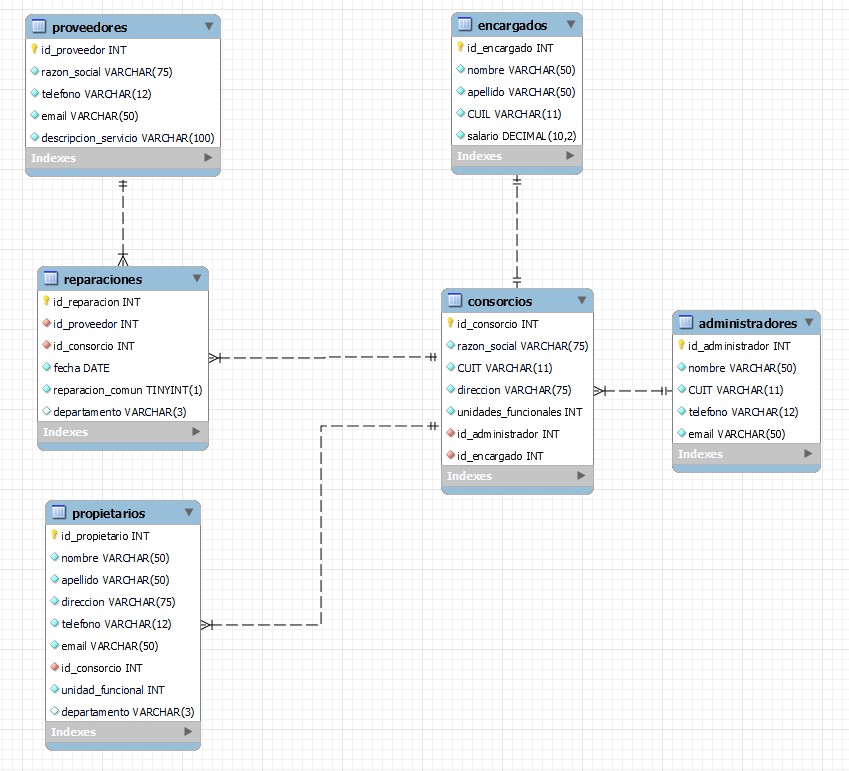 proveedores
id_proveedor INT
razon_social VARCHAR(75)
telefono VARCHAR(12)
email VARCHAR(50)
descripcion_servicio VARCHAR(100)
Indexes
encargados
id_encargado INT
nombre VARCHAR(50)
apellido VARCHAR(50)
CUIL VARCHAR(11)
salario DECIMAL(10,2)
Indexes
reparaciones
id_reparacion INT
id_proveedor INT
id_consorcio INT
fecha DATE
reparacion_comun TINYINT(1)
departamento VARCHAR(3)
Indexes
consorcios
id_consorcio INT
razon_social VARCHAR(75)
CUIT VARCHAR(11)
direccion VARCHAR(75)
unidades_funcionales INT
id_administrador INT
id_encargado INT
Indexes
administradores
id_administrador INT
nombre VARCHAR(50)
CUIT VARCHAR(11)
telefono VARCHAR(12)
email VARCHAR(50)
Indexes
propietarios
id_propietario INT
nombre VARCHAR(50)
apellido VARCHAR(50)
direccion VARCHAR(75)
telefono VARCHAR(12)
email VARCHAR(50)
id_consorcio INT
unidad_funcional INT
departamento VARCHAR(3)
Indexes